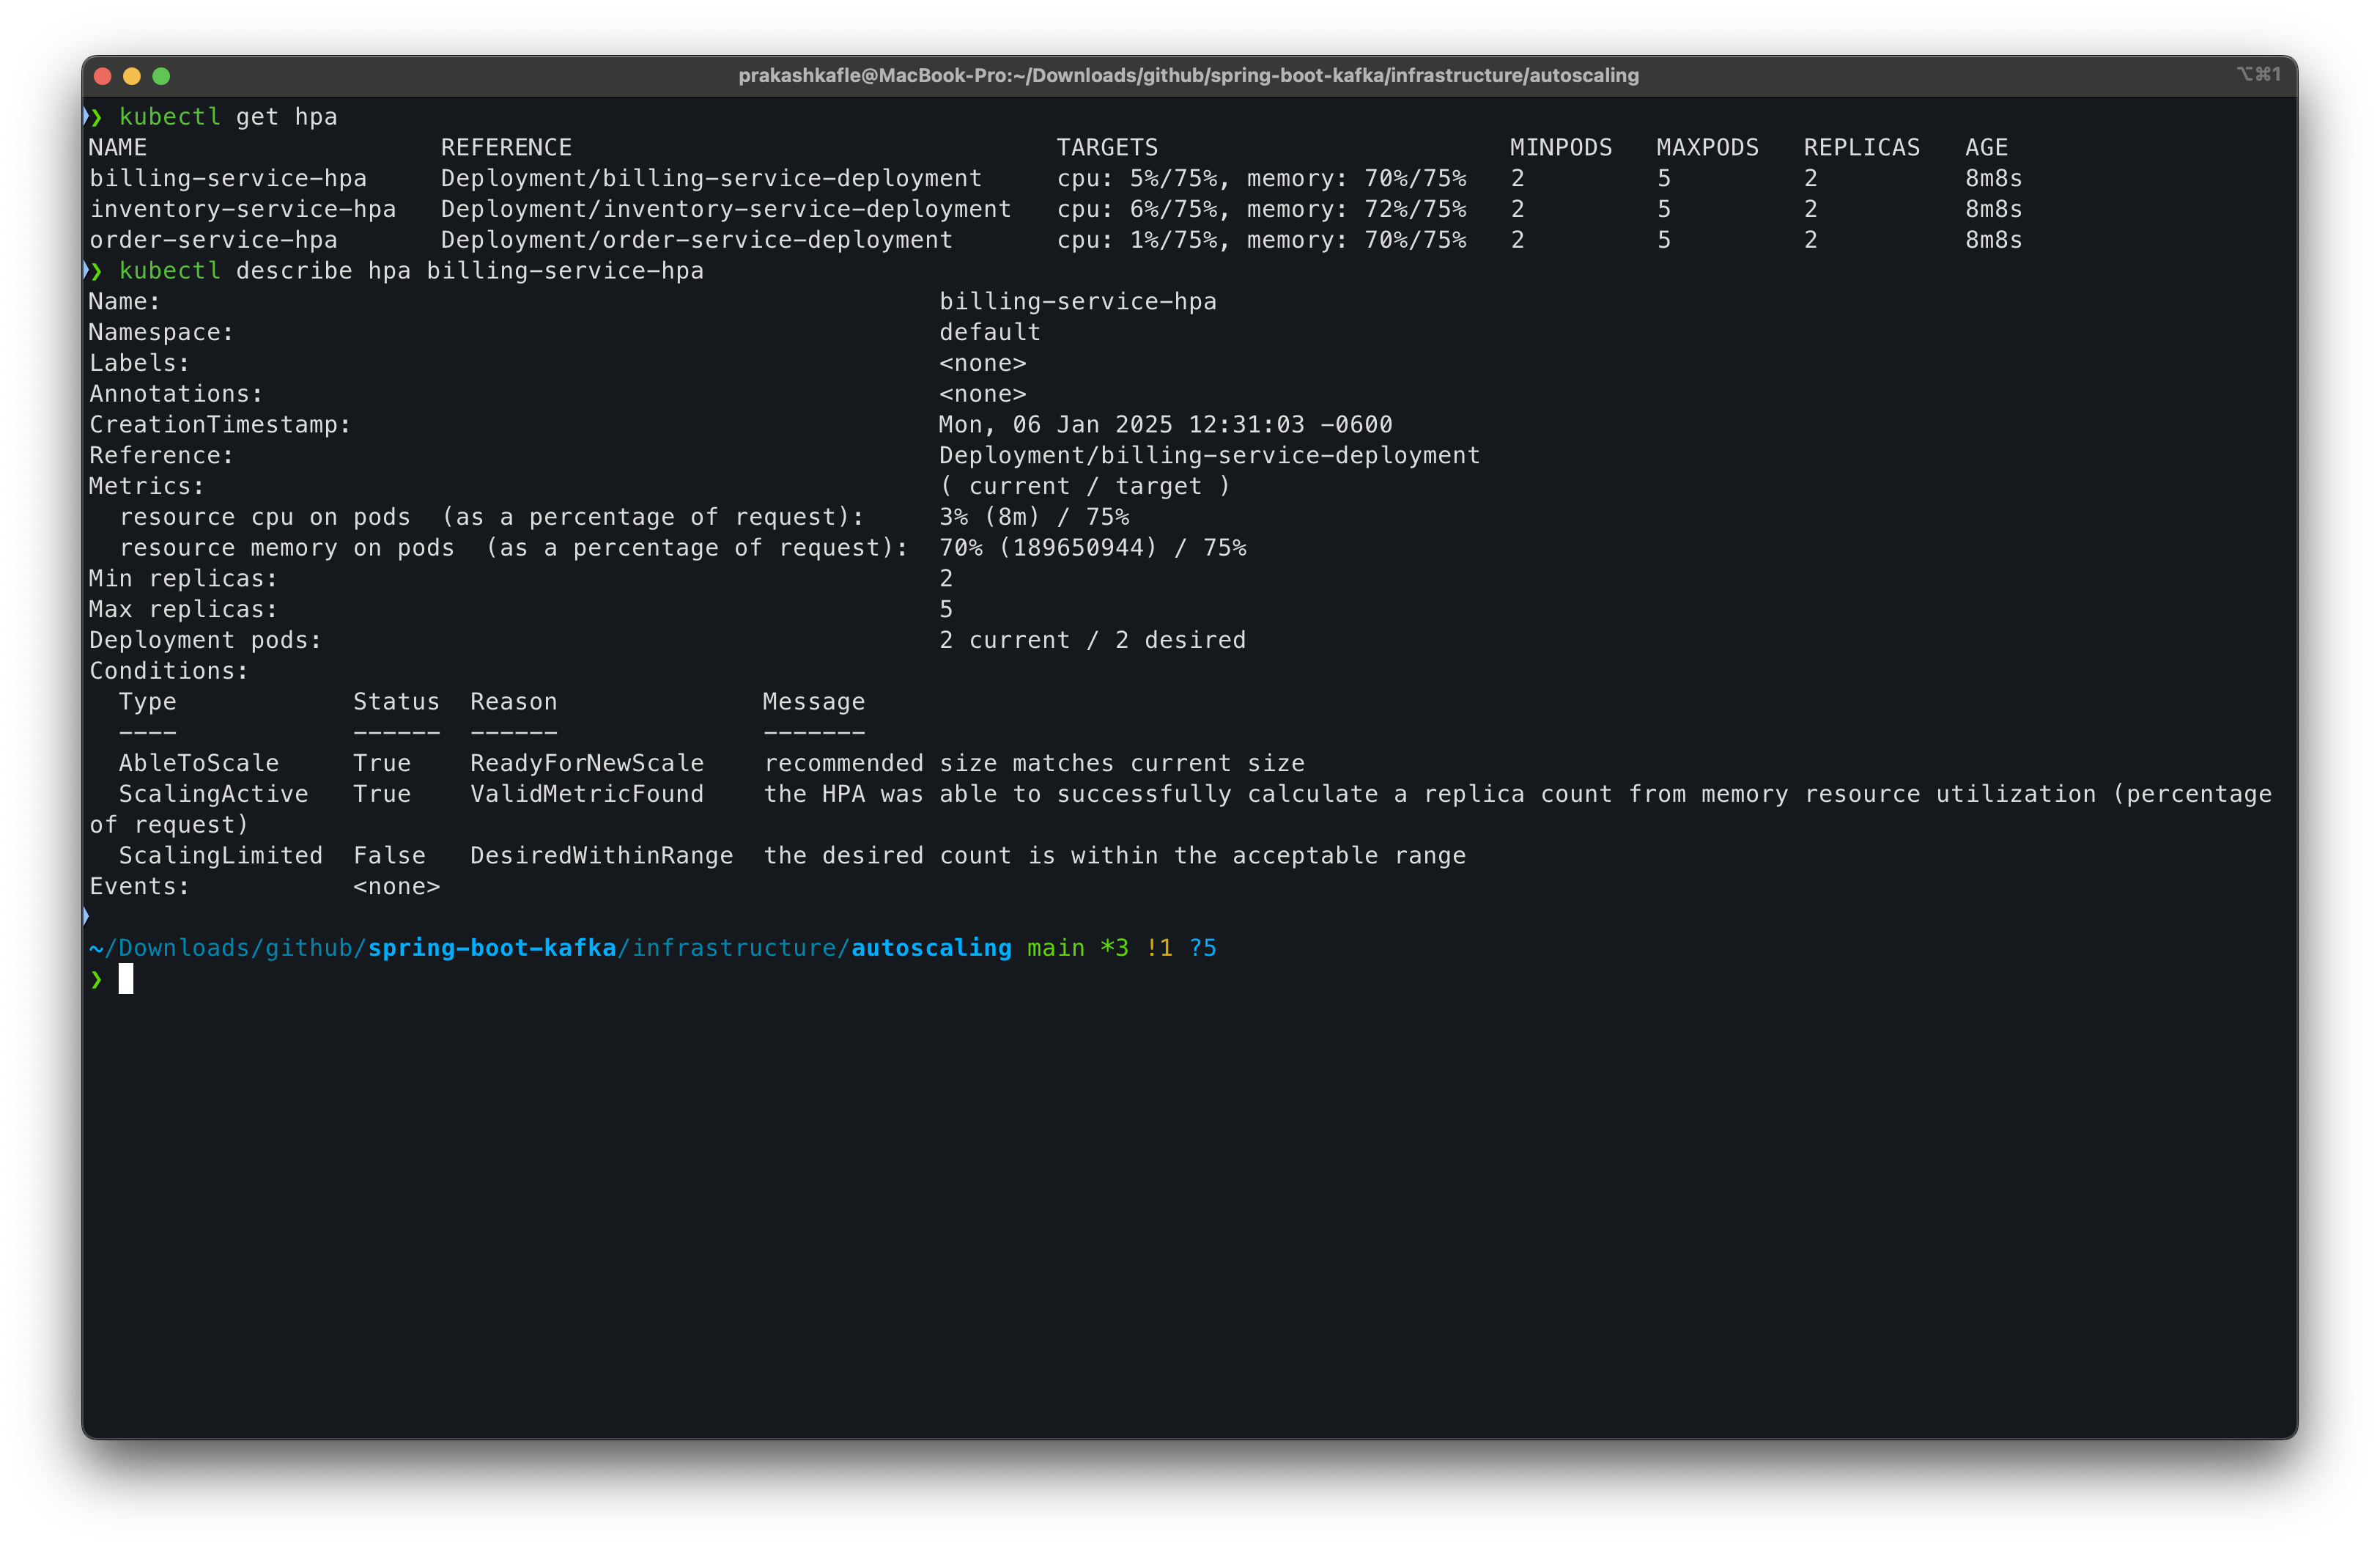 prakashkafle@MacBook-Pro:~/Downloads/github/spring-boot-kafka/infrastructure/autoscaling ⌥⌘1
❯ kubectl get hpa
NAME                    REFERENCE                                 TARGETS                        MINPODS   MAXPODS   REPLICAS   AGE
billing-service-hpa     Deployment/billing-service-deployment     cpu: 5%/75%, memory: 70%/75%   2         5         2          8m8s
inventory-service-hpa   Deployment/inventory-service-deployment   cpu: 6%/75%, memory: 72%/75%   2         5         2          8m8s
order-service-hpa       Deployment/order-service-deployment       cpu: 1%/75%, memory: 70%/75%   2         5         2          8m8s
❯ kubectl describe hpa billing-service-hpa
Name:                                                     billing-service-hpa
Namespace:                                                default
Labels:                                                   <none>
Annotations:                                              <none>
CreationTimestamp:                                        Mon, 06 Jan 2025 12:31:03 -0600
Reference:                                                Deployment/billing-service-deployment
Metrics:                                                  ( current / target )
  resource cpu on pods  (as a percentage of request):     3% (8m) / 75%
  resource memory on pods  (as a percentage of request):  70% (189650944) / 75%
Min replicas:                                             2
Max replicas:                                             5
Deployment pods:                                          2 current / 2 desired
Conditions:
  Type            Status  Reason              Message
  ----            ------  ------              -------
  AbleToScale     True    ReadyForNewScale    recommended size matches current size
  ScalingActive   True    ValidMetricFound    the HPA was able to successfully calculate a replica count from memory resource utilization (percentage
of request)
  ScalingLimited  False   DesiredWithinRange  the desired count is within the acceptable range
Events:           <none>
~/Downloads/github/spring-boot-kafka/infrastructure/autoscaling main *3 !1 ?5
❯